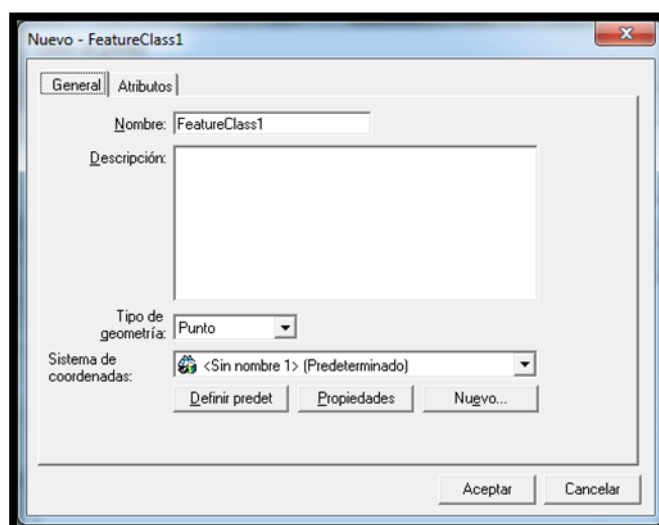 Nuevo - FeatureClass1
General Atributos
Nombre: FeatureClass1
Descripción:
Tipo de geometría: Punto
Sistema de coordenadas: <Sin nombre 1> (Predeterminado)
Definir predet Propiedades Nuevo...
Aceptar Cancelar